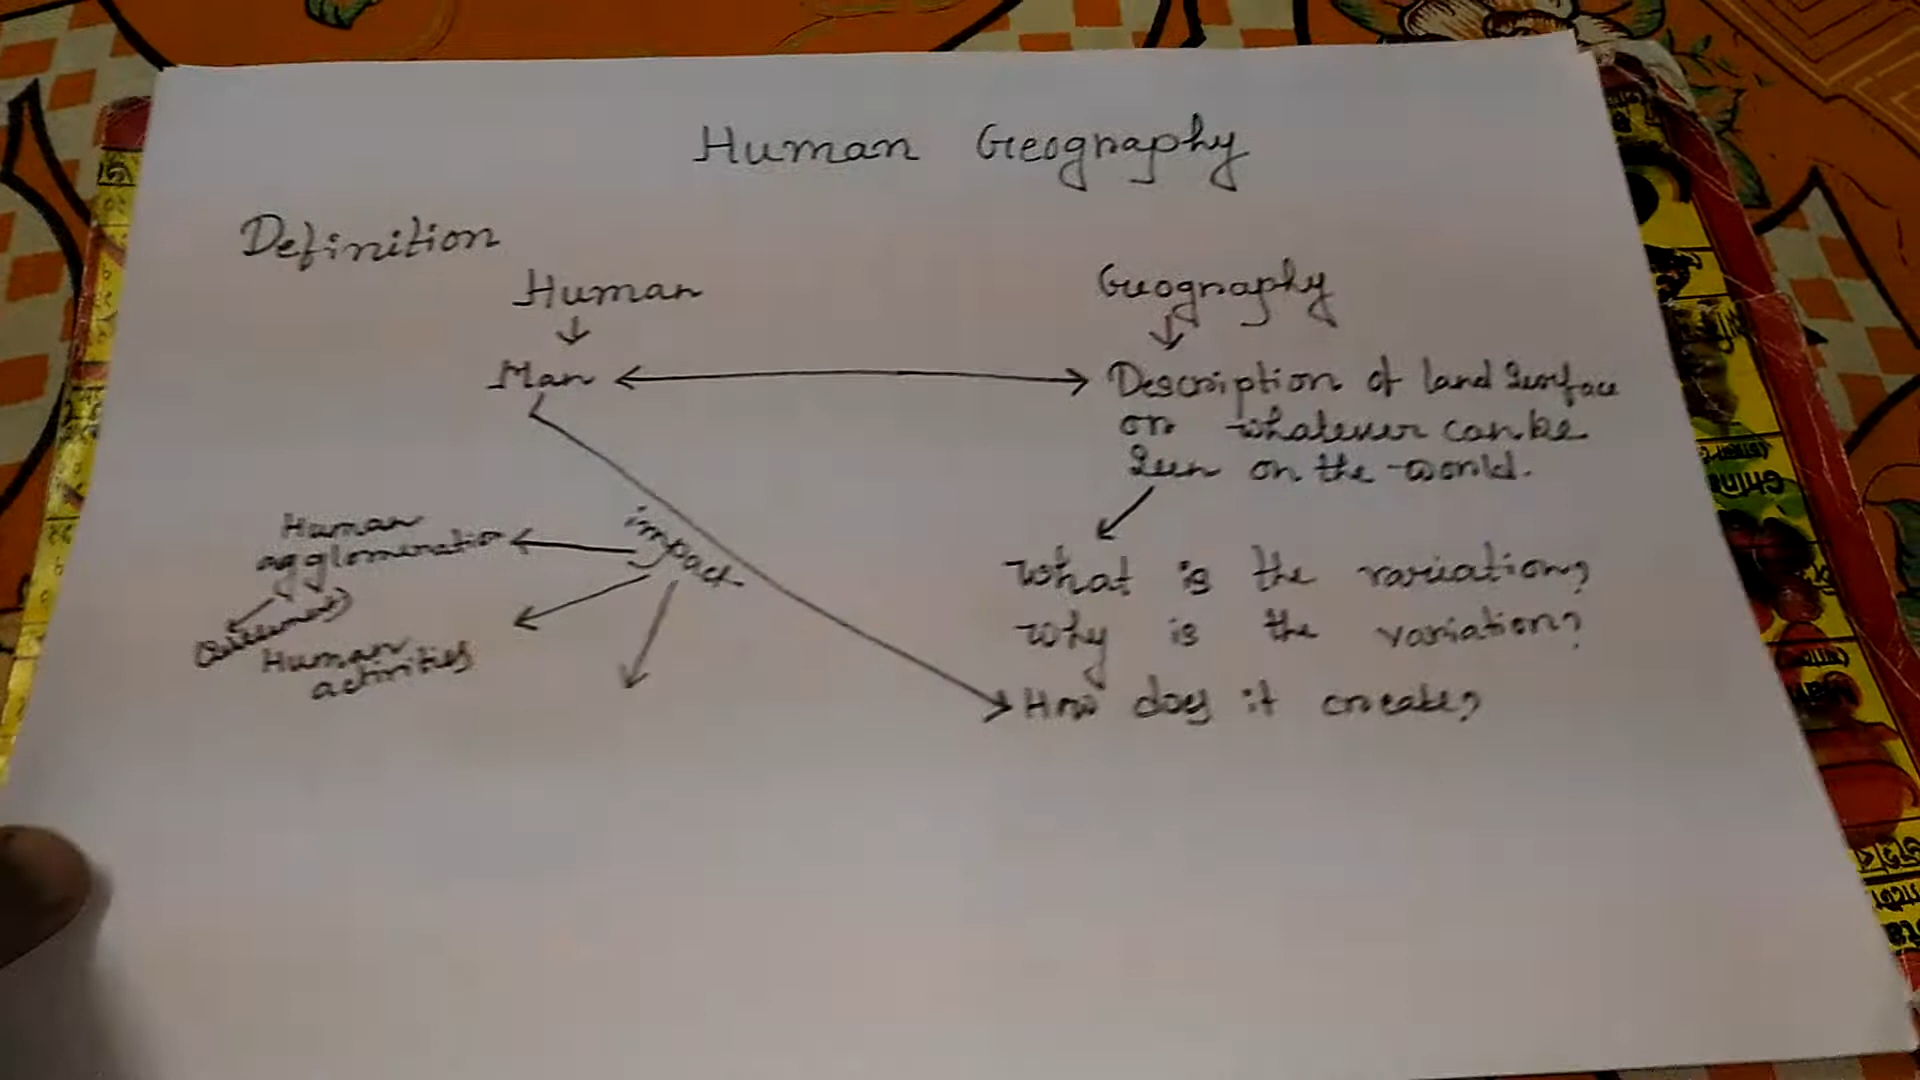 Human Geography
Definition
Human
Geography
Man
Description of land surface
or whatever can be
seen on the world.
impact
Human
agglomeration
Human
activities
What is the variation?
Why is the variation?
How does it create?